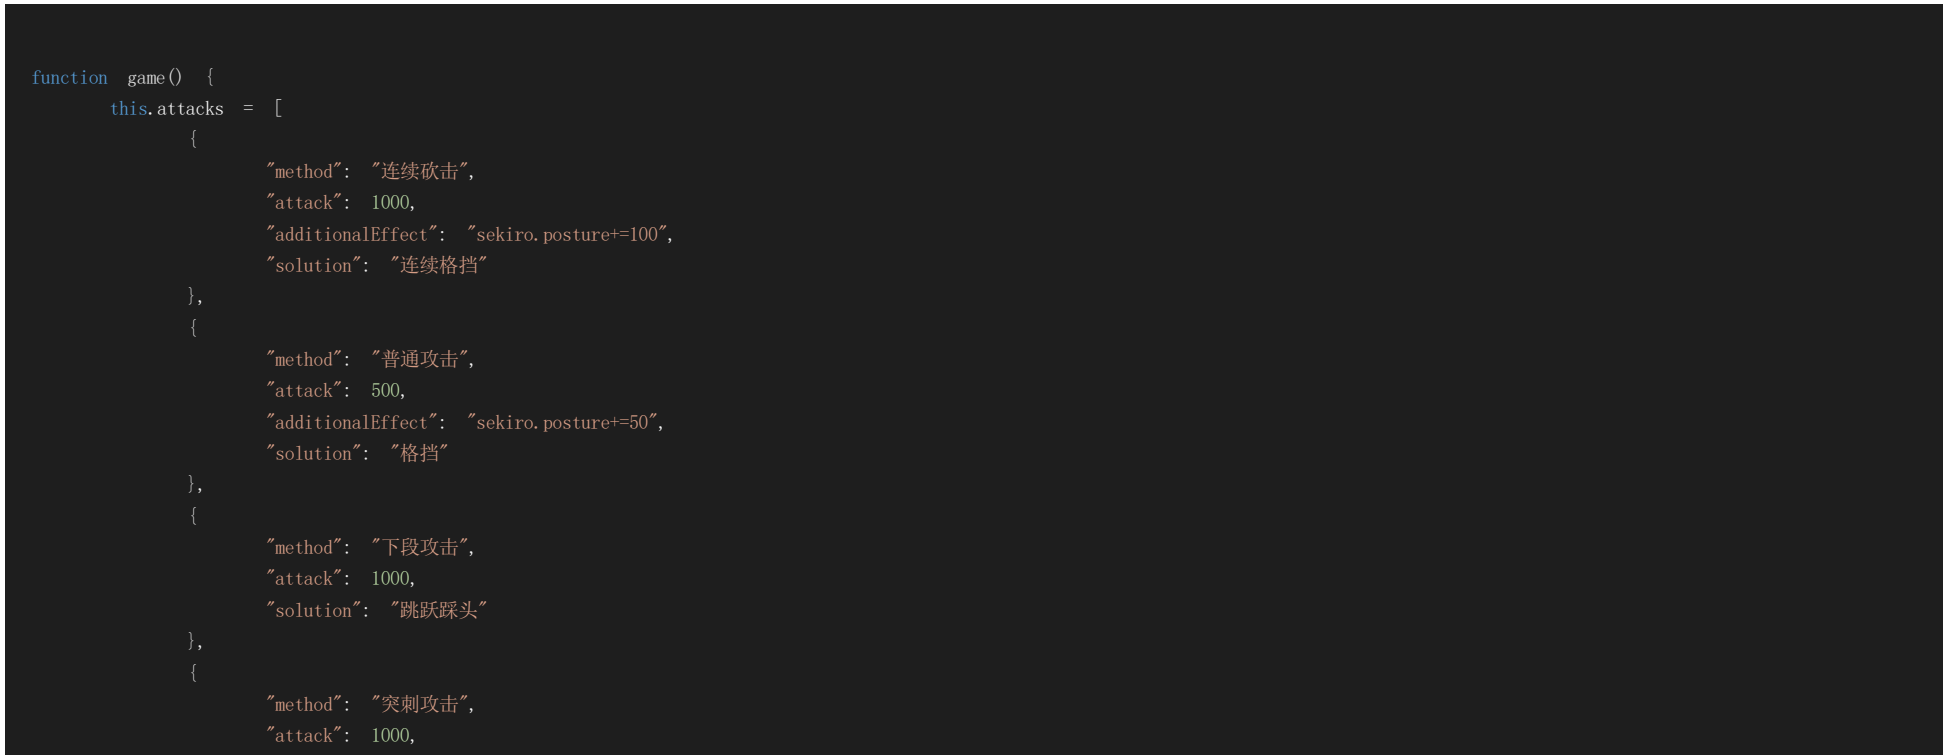 function game() {
this.attacks = [
{
"method": "连续砍击",
"attack": 1000,
"additionalEffect": "sekiro.posture+=100",
"solution": "连续格挡"
},
{
"method": "普通攻击",
"attack": 500,
"additionalEffect": "sekiro.posture+=50",
"solution": "格挡"
},
{
"method": "下段攻击",
"attack": 1000,
"solution": "跳跃踩头"
},
{
"method": "突刺攻击",
"attack": 1000,